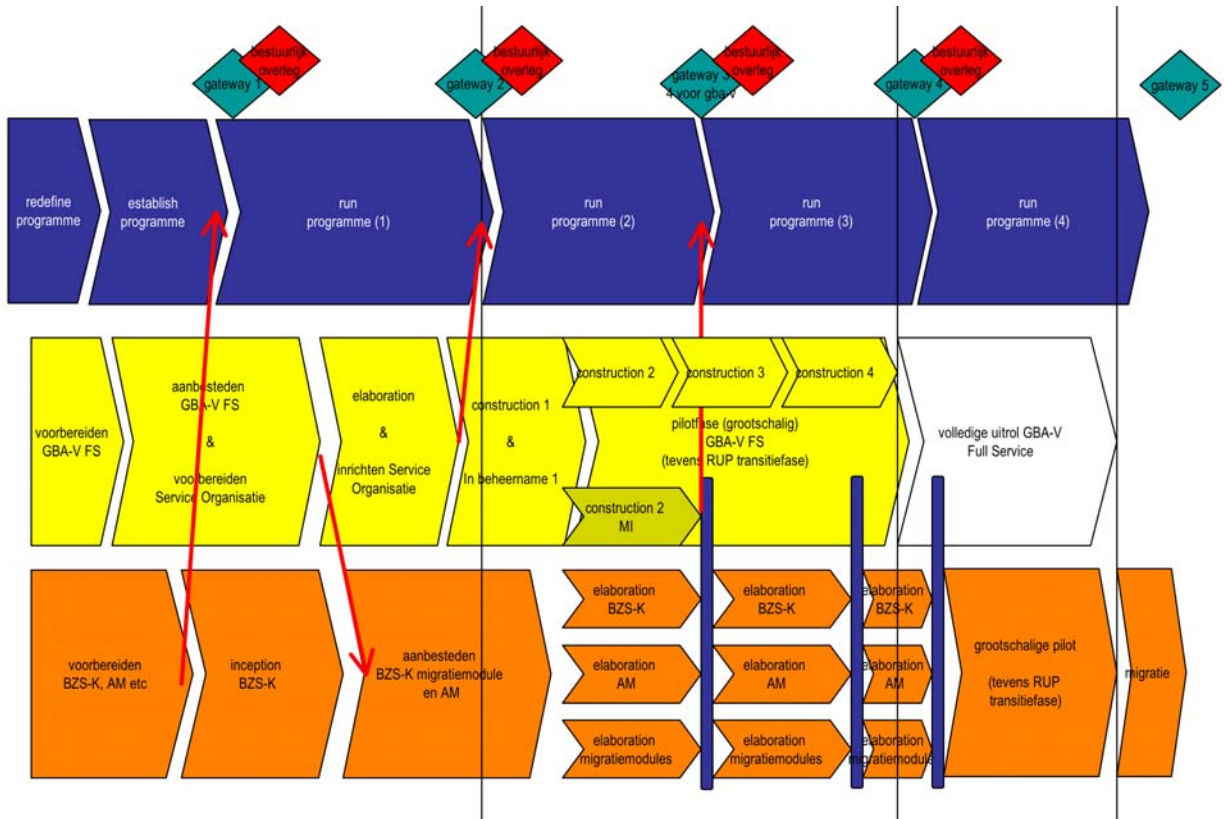 bestuurlijk
overleg
gateway 1
bestuurlijk
overleg
gateway 2
bestuurlijk
overleg
gateway 3
4 voor gba-v
bestuurlijk
overleg
gateway 4
gateway 5
redefine
programme
establish
programme
run
programme (1)
run
programme (2)
run
programme (3)
run
programme (4)
voorbereiden
GBA-V FS
aanbesteden
GBA-V FS
&
voorbereiden
Service Organisatie
elaboration
&
inrichten Service
Organisatie
construction 1
&
In beheername 1
construction 2
construction 3
construction 4
pilotfase (grootschalig)
GBA-V FS
(tevens RUP transitiefase)
construction 2
MI
volledige uitrol GBA-V
Full Service
voorbereiden
BZS-K, AM etc
inception
BZS-K
aanbesteden
BZS-K migratiemodule
en AM
elaboration
BZS-K
elaboration
BZS-K
elaboration
BZS-K
elaboration
AM
elaboration
AM
elaboration
AM
elaboration
migratiemodules
elaboration
migratiemodules
elaboration
migratiemodules
grootschalige pilot
(tevens RUP
transitiefase)
migratie